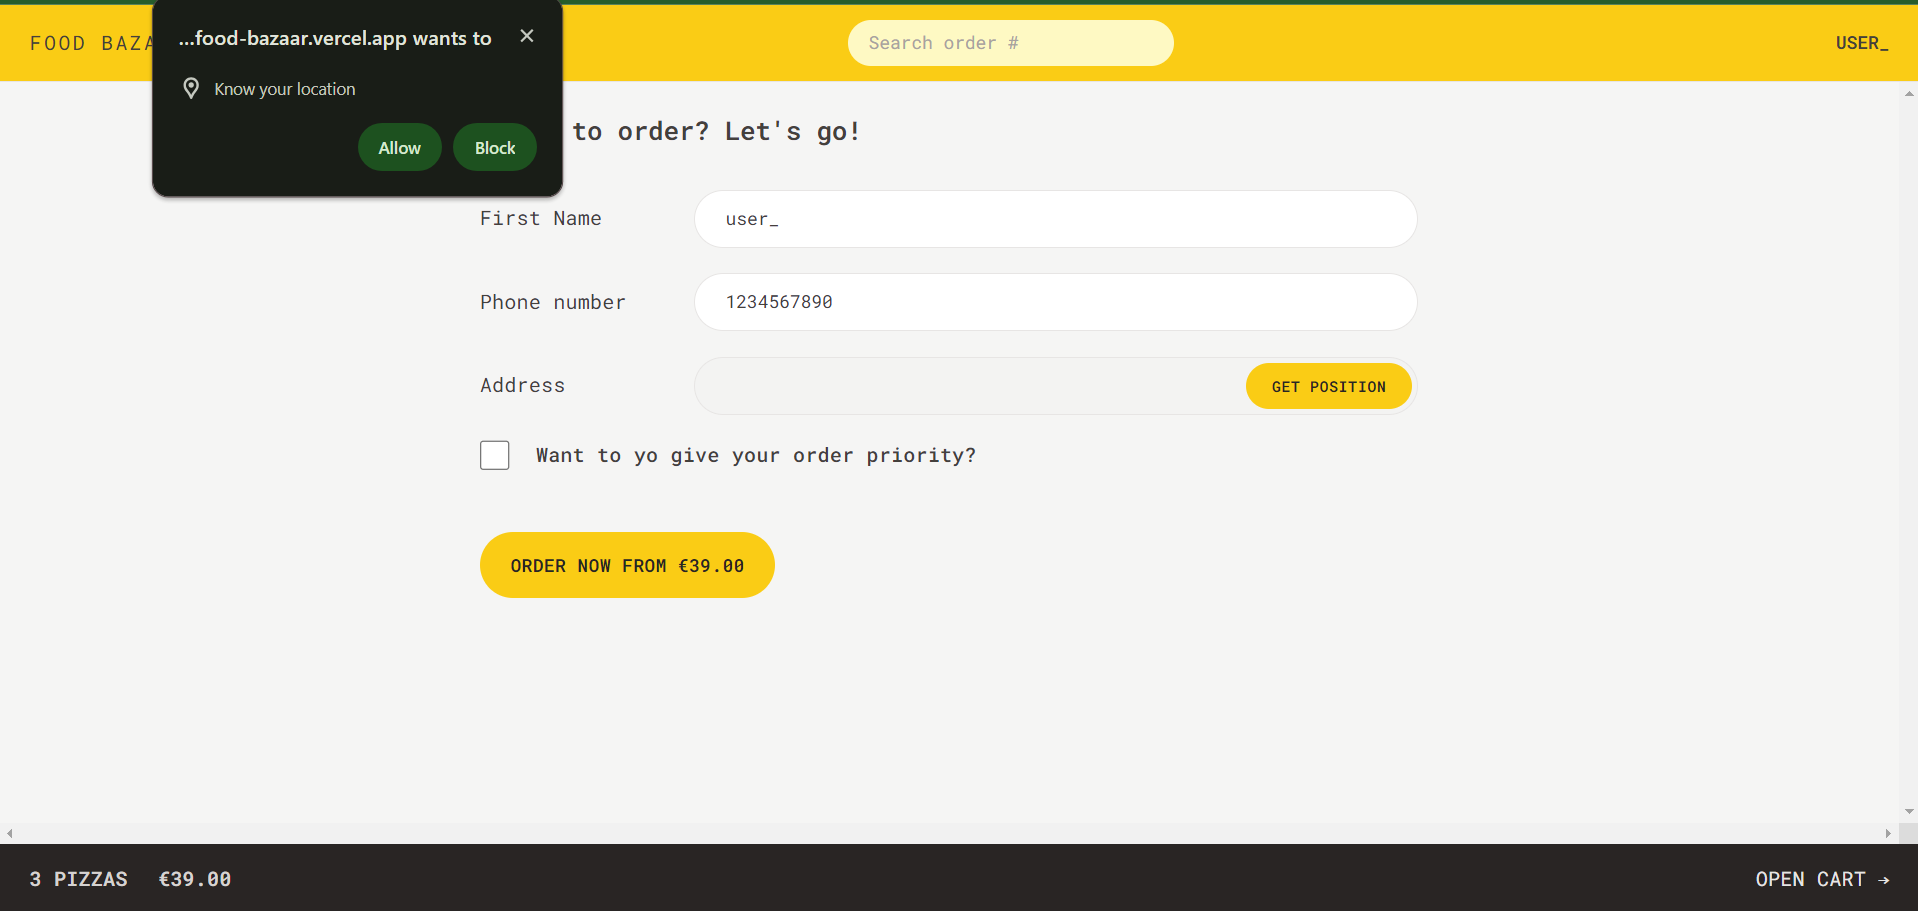 ...food-bazaar.vercel.app wants to
Know your location
Allow
Block
FOOD BAZA
Search order #
USER_
to order? Let's go!
First Name
user_
Phone number
1234567890
Address
GET POSITION
Want to yo give your order priority?
ORDER NOW FROM €39.00
3 PIZZAS €39.00
OPEN CART →